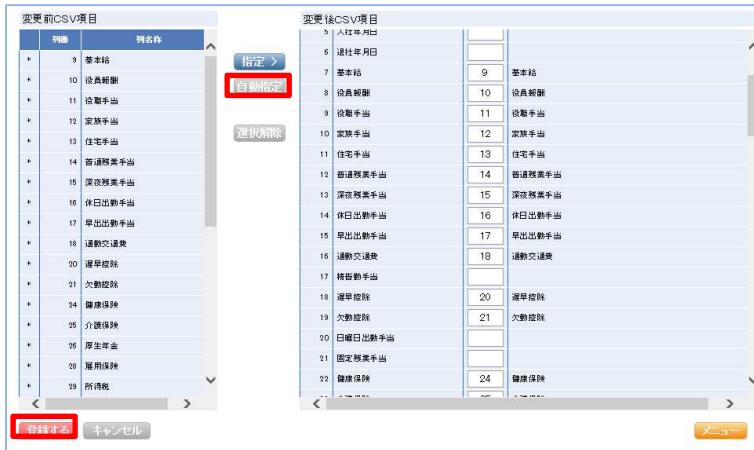 変更前CSV項目
列番 列名称
* 9 基本給
* 10 役員報酬
* 11 役職手当
* 12 家族手当
* 13 住宅手当
* 14 普通残業手当
* 15 深夜残業手当
* 16 休日出勤手当
* 17 早出出勤手当
* 18 通勤交通費
* 20 遅早控除
* 21 欠勤控除
* 24 健康保険
* 25 介護保険
* 26 厚生年金
* 28 雇用保険
* 29 所得税
指定 >
自動指定
選択解除
変更後CSV項目
5 入社年月日
6 退社年月日
7 基本給 9 基本給
8 役員報酬 10 役員報酬
9 役職手当 11 役職手当
10 家族手当 12 家族手当
11 住宅手当 13 住宅手当
12 普通残業手当 14 普通残業手当
13 深夜残業手当 15 深夜残業手当
14 休日出勤手当 16 休日出勤手当
15 早出出勤手当 17 早出出勤手当
16 通勤交通費 18 通勤交通費
17 精皆勤手当
18 遅早控除 20 遅早控除
19 欠勤控除 21 欠勤控除
20 日曜日出勤手当
21 固定残業手当
22 健康保険 24 健康保険
登録する キャンセル
メニュー